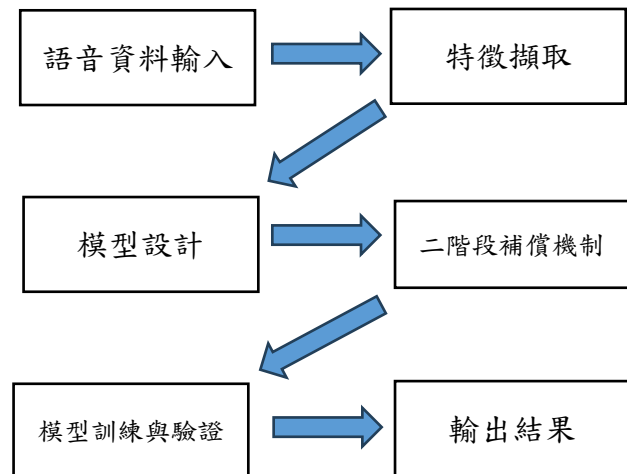 語音資料輸入
特徵擷取
模型設計
二階段補償機制
模型訓練與驗證
輸出結果